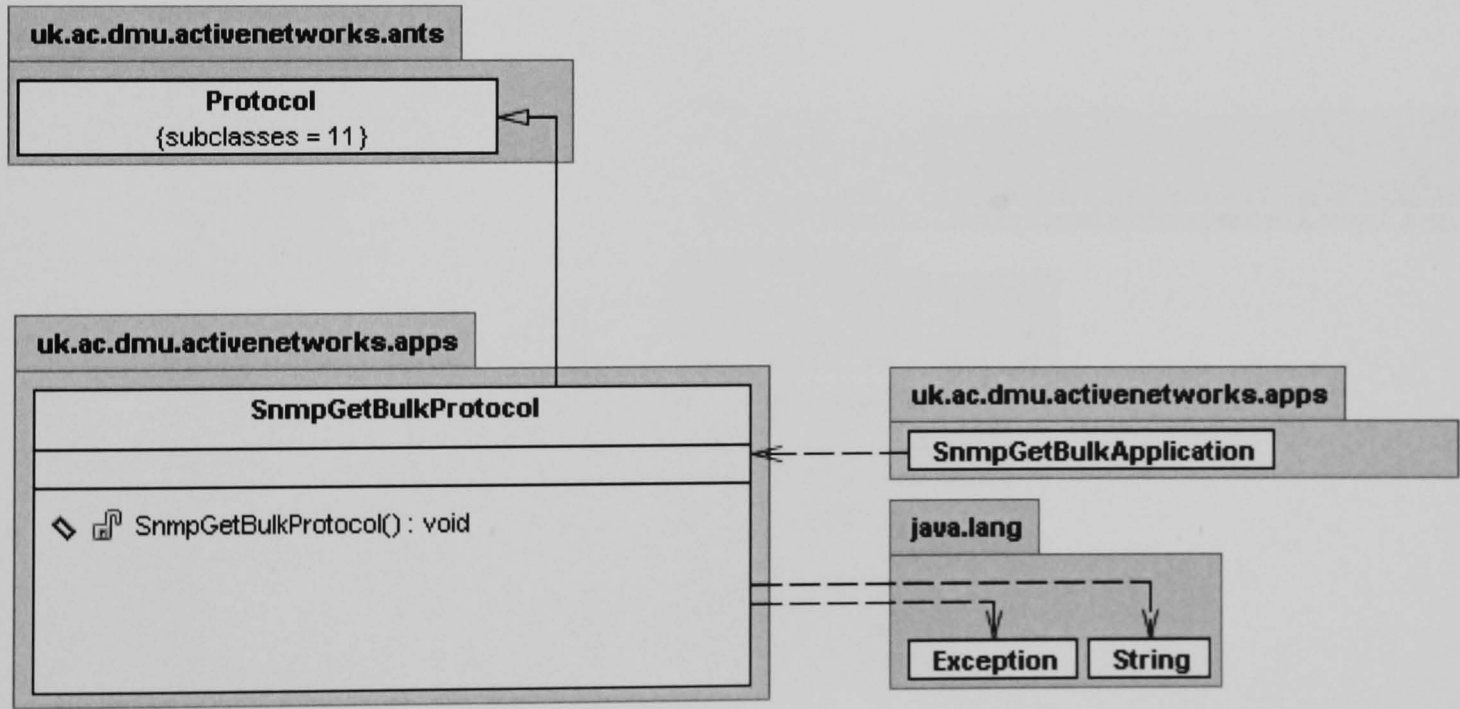 uk.ac.dmu.activenetworks.ants
Protocol
{subclasses = 11}
uk.ac.dmu.activenetworks.apps
SnmpGetBulkProtocol
SnmpGetBulkProtocol() : void
uk.ac.dmu.activenetworks.apps
SnmpGetBulkApplication
java.lang
Exception
String